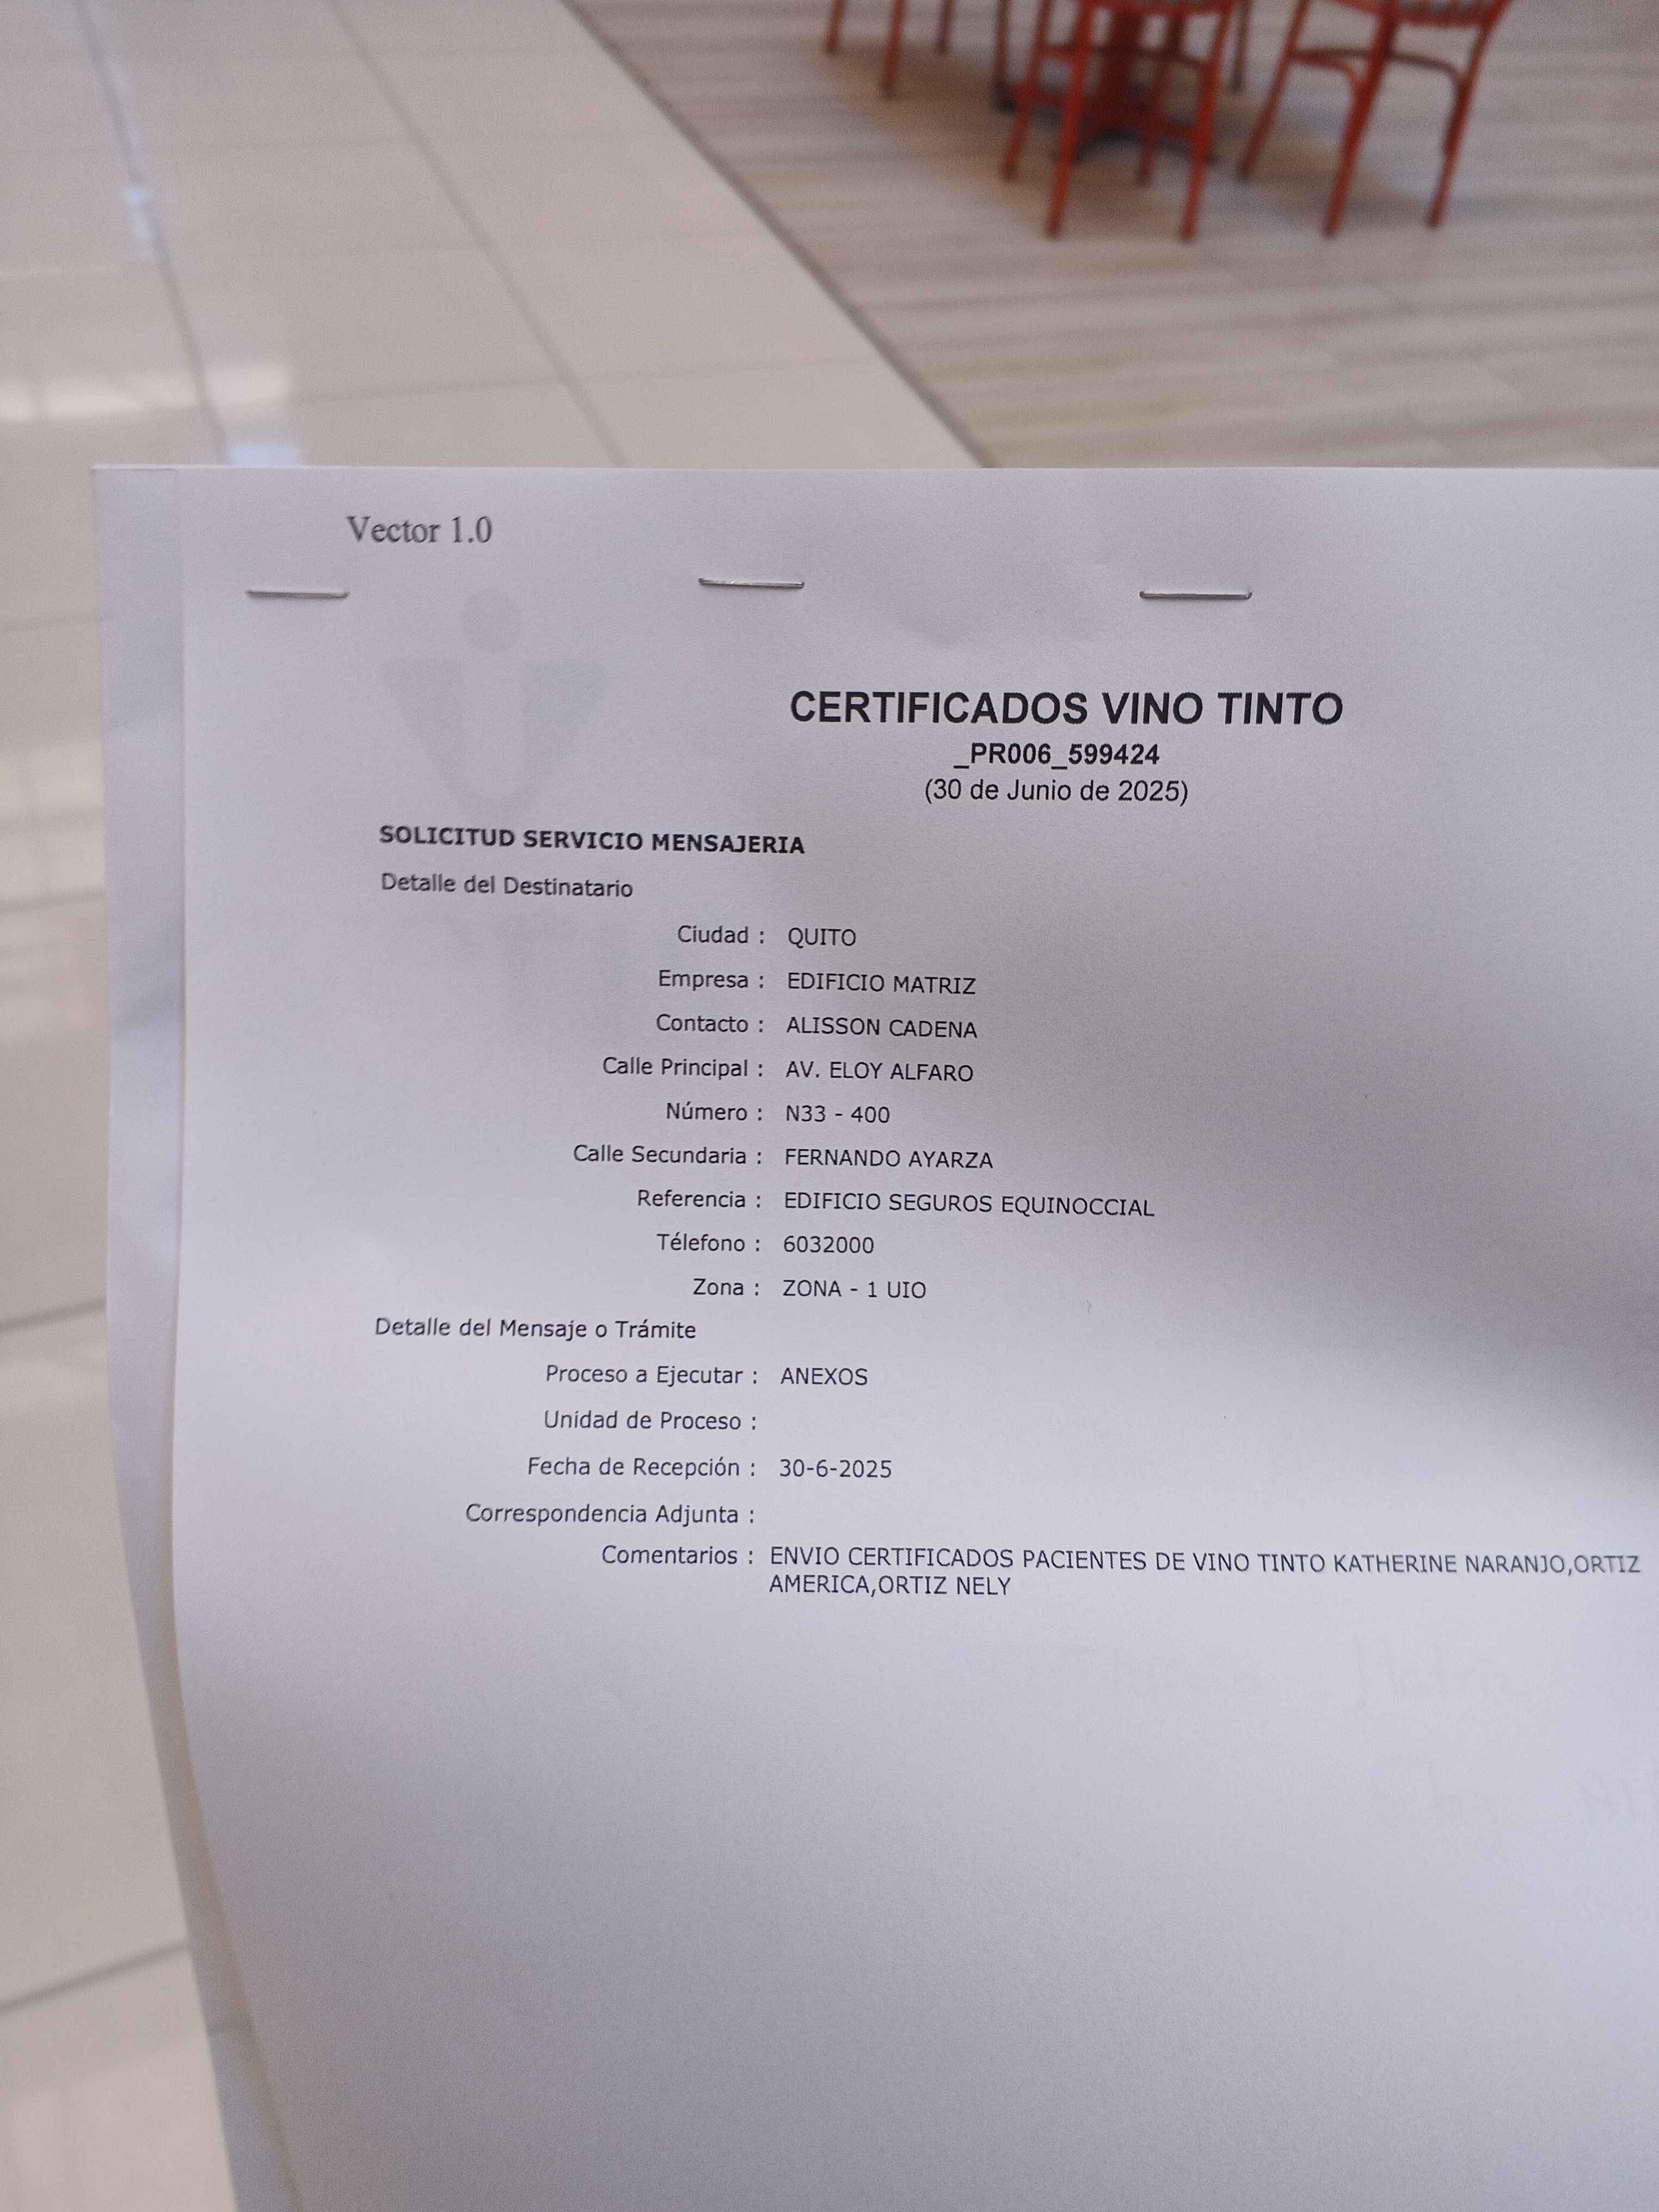 Vector 1.0
CERTIFICADOS VINO TINTO
_PR006_599424
(30 de Junio de 2025)
SOLICITUD SERVICIO MENSAJERIA
Detalle del Destinatario
Ciudad : QUITO
Empresa : EDIFICIO MATRIZ
Contacto : ALISSON CADENA
Calle Principal : AV. ELOY ALFARO
Número : N33 - 400
Calle Secundaria : FERNANDO AYARZA
Referencia : EDIFICIO SEGUROS EQUINOCCIAL
Télefono : 6032000
Zona : ZONA - 1 UIO
Detalle del Mensaje o Trámite
Proceso a Ejecutar : ANEXOS
Unidad de Proceso :
Fecha de Recepción : 30-6-2025
Correspondencia Adjunta :
Comentarios : ENVIO CERTIFICADOS PACIENTES DE VINO TINTO KATHERINE NARANJO,ORTIZ
AMERICA,ORTIZ NELY